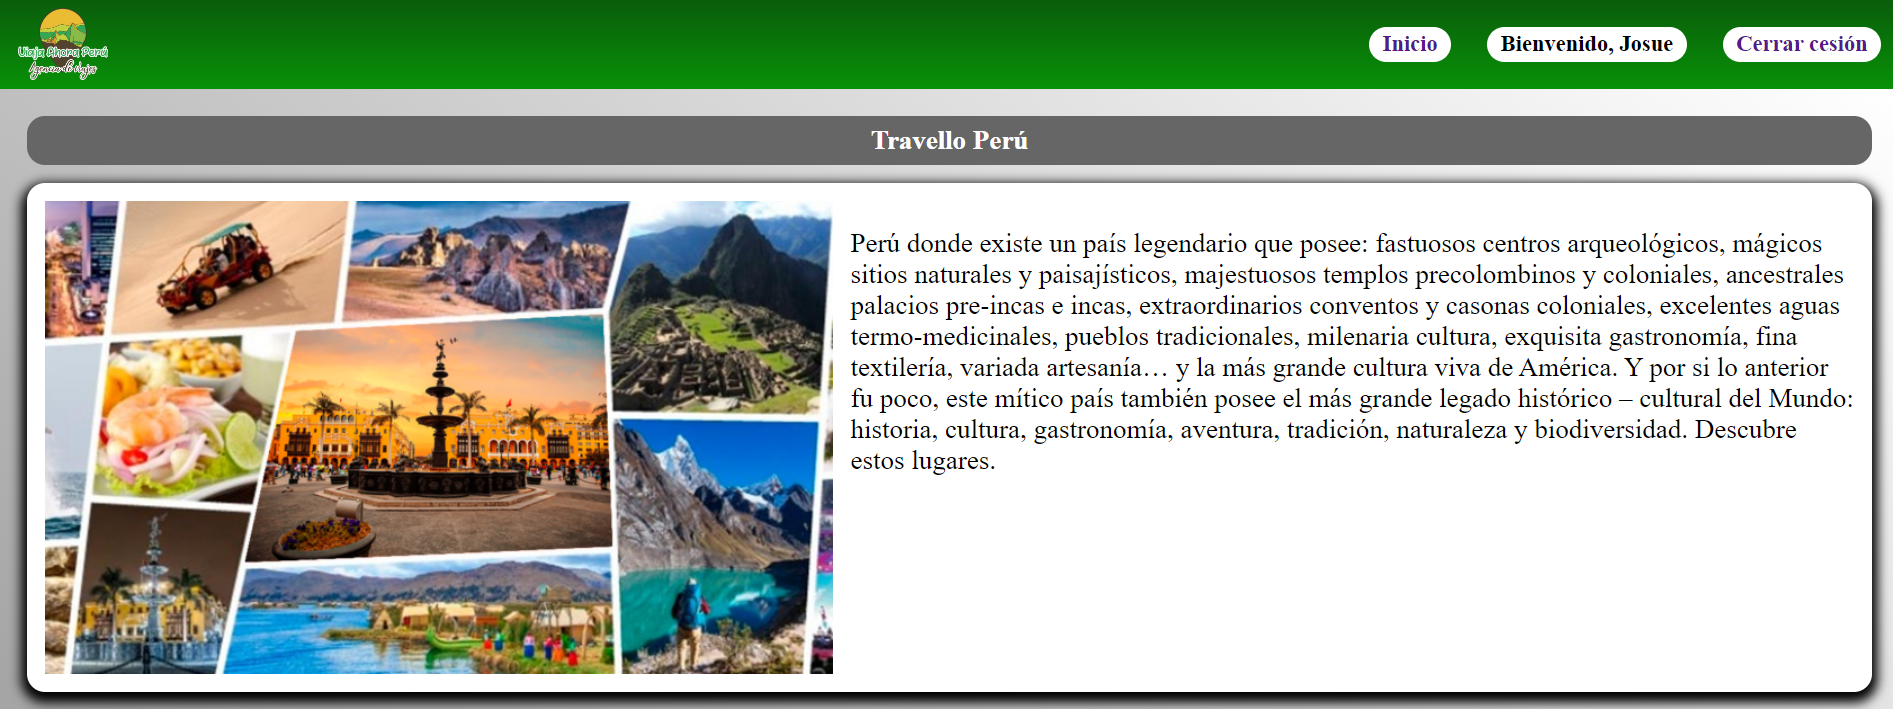 Viaja Ahora Perú
Agencia de Viajes
Inicio
Bienvenido, Josue
Cerrar cesión
Travello Perú
Perú donde existe un país legendario que posee: fastuosos centros arqueológicos, mágicos
sitios naturales y paisajísticos, majestuosos templos precolombinos y coloniales, ancestrales
palacios pre-incas e incas, extraordinarios conventos y casonas coloniales, excelentes aguas
termo-medicinales, pueblos tradicionales, milenaria cultura, exquisita gastronomía, fina
textilería, variada artesanía… y la más grande cultura viva de América. Y por si lo anterior
fu poco, este mítico país también posee el más grande legado histórico – cultural del Mundo:
historia, cultura, gastronomía, aventura, tradición, naturaleza y biodiversidad. Descubre
estos lugares.